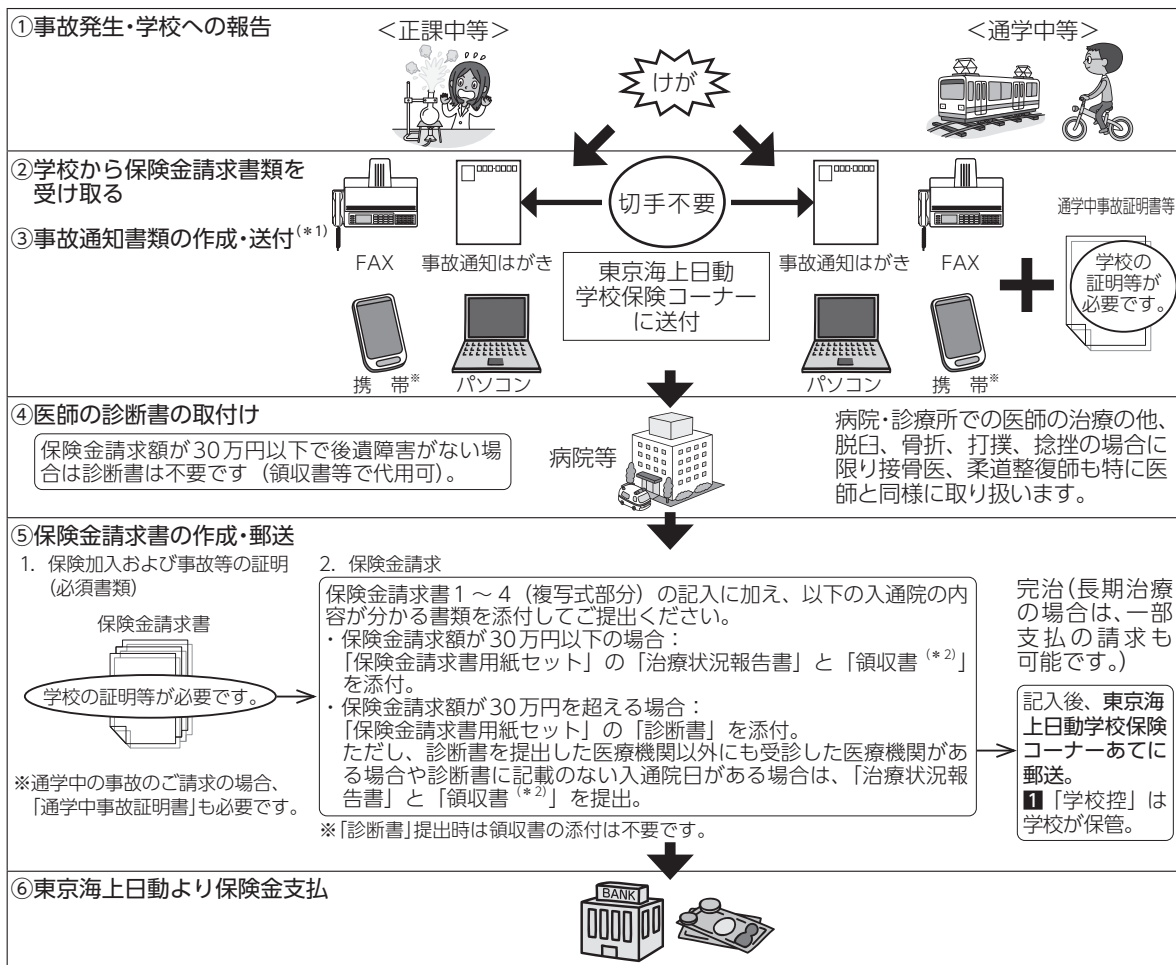 ①事故発生・学校への報告
＜正課中等＞
けが
＜通学中等＞
②学校から保険金請求書類を
受け取る
③事故通知書類の作成・送付(＊1)
FAX
事故通知はがき
切手不要
東京海上日動
学校保険コーナー
に送付
事故通知はがき
FAX
通学中事故証明書等
学校の
証明等が
必要です。
携 帯※
パソコン
パソコン
携 帯※
④医師の診断書の取付け
保険金請求額が30万円以下で後遺障害がない場
合は診断書は不要です（領収書等で代用可）。
病院等
病院・診療所での医師の治療の他、
脱臼、骨折、打撲、捻挫の場合に
限り接骨医、柔道整復師も特に医
師と同様に取り扱います。
⑤保険金請求書の作成・郵送
1. 保険加入および事故等の証明
(必須書類)
保険金請求書
学校の証明等が必要です。
※通学中の事故のご請求の場合、
「通学中事故証明書」も必要です。
2. 保険金請求
保険金請求書1～4（複写式部分）の記入に加え、以下の入通院の内
容が分かる書類を添付してご提出ください。
・保険金請求額が30万円以下の場合：
「保険金請求書用紙セット」の「治療状況報告書」と「領収書(＊2)」
を添付。
・保険金請求額が30万円を超える場合：
「保険金請求書用紙セット」の「診断書」を添付。
ただし、診断書を提出した医療機関以外にも受診した医療機関があ
る場合や診断書に記載のない入通院日がある場合は、「治療状況報
告書」と「領収書(＊2)」を提出。
※「診断書」提出時は領収書の添付は不要です。
完治(長期治療
の場合は、一部
支払の請求も
可能です。)
記入後、東京海
上日動学校保険
コーナーあてに
郵送。
1「学校控」は
学校が保管。
⑥東京海上日動より保険金支払
BANK